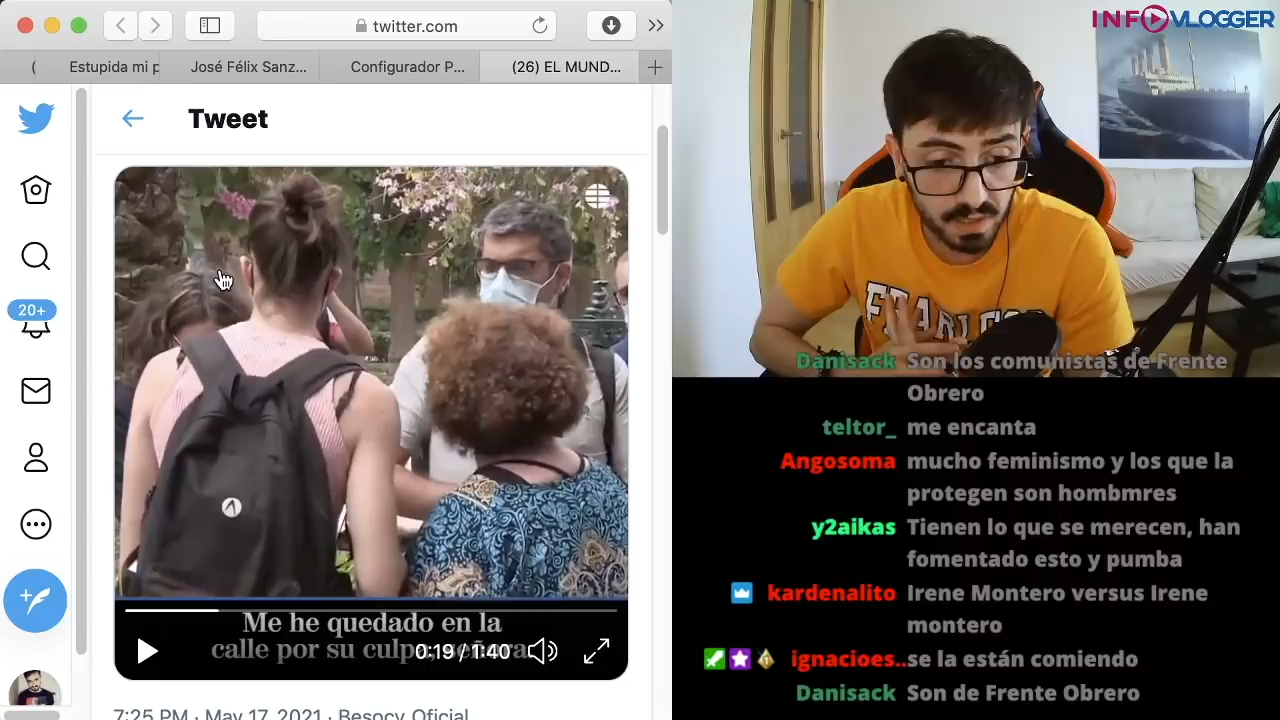 twitter.com
(
Estupida mi p
José Félix Sanz...
Configurador P...
(26) EL MUND...
Tweet
20+
Me he quedado en la
calle por su culpa, señora
0:19 / 1:40
7:25 PM · May 17, 2021 · Besocy Oficial
INFOVLOGGER
Danisack Son los comunistas de Frente
Obrero
teltor_ me encanta
Angosoma mucho feminismo y los que la
protegen son hombmres
y2aikas Tienen lo que se merecen, han
fomentado esto y pumba
kardenalito Irene Montero versus Irene
montero
ignacioes.. se la están comiendo
Danisack Son de Frente Obrero